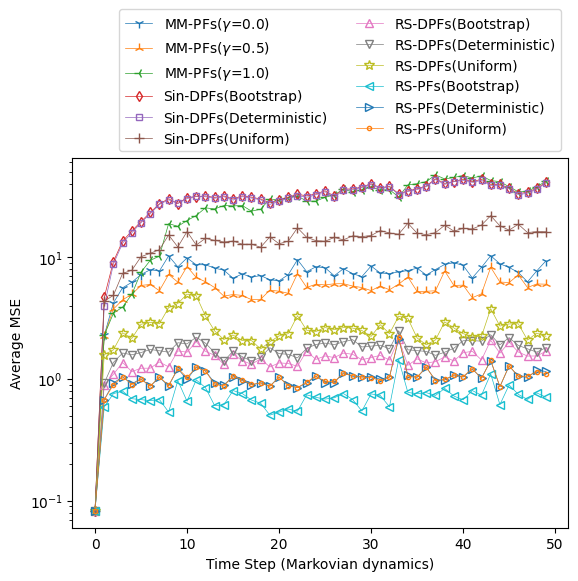 MM-PFs(γ=0.0)
MM-PFs(γ=0.5)
MM-PFs(γ=1.0)
Sin-DPFs(Bootstrap)
Sin-DPFs(Deterministic)
Sin-DPFs(Uniform)
RS-DPFs(Bootstrap)
RS-DPFs(Deterministic)
RS-DPFs(Uniform)
RS-PFs(Bootstrap)
RS-PFs(Deterministic)
RS-PFs(Uniform)
Average MSE
10¹
10⁰
10⁻¹
0 10 20 30 40 50
Time Step (Markovian dynamics)